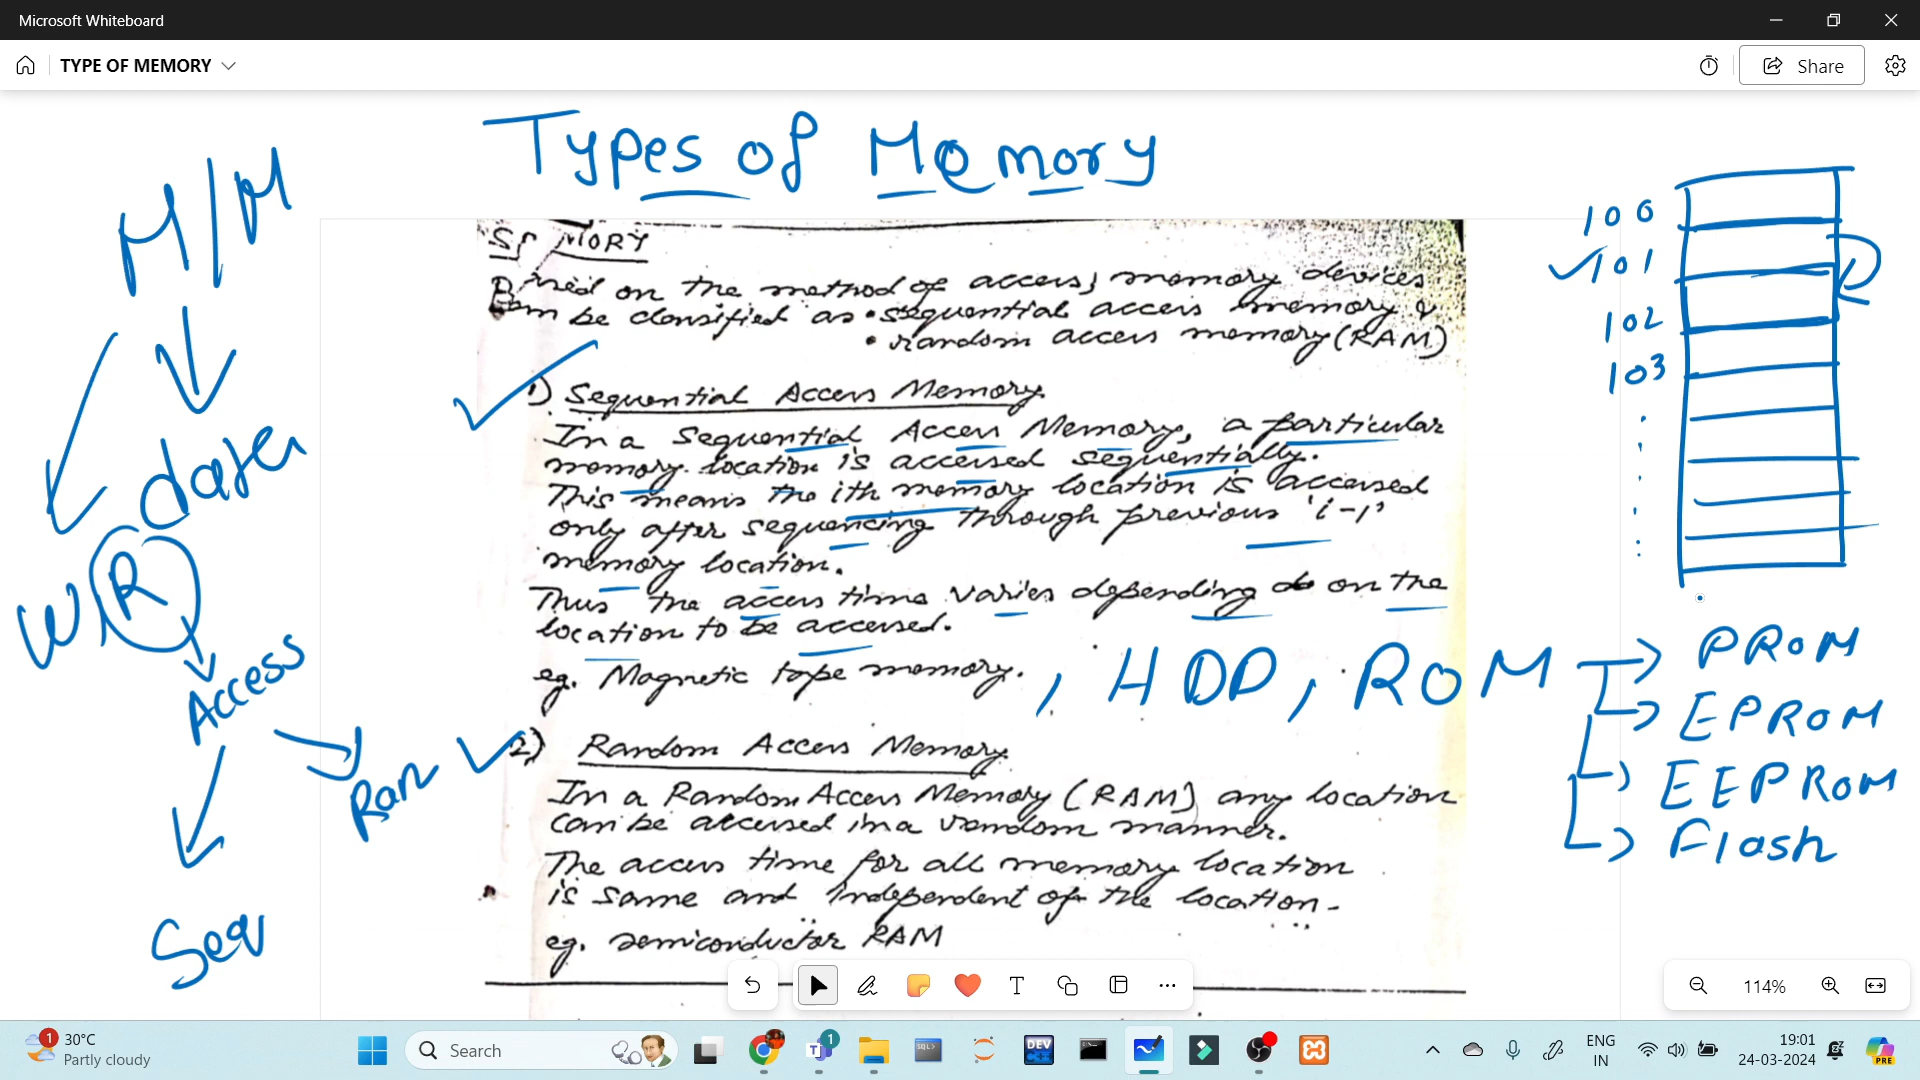 Microsoft Whiteboard
TYPE OF MEMORY
Share
Types of Memory
M/M
data
W,R
Access
Ran
Seq
MORY
on the method of access, memory devices
be classified as • sequential access memory &
• random access memory (RAM)
1) Sequential Access Memory
In a Sequential Access Memory, a particular
memory location is accessed sequentially.
This means the ith memory location is accessed
only after sequencing through previous 'i-1'
memory location.
Thus the access time varies depending on the
location to be accessed.
eg. Magnetic tape memory. , HDD, ROM
2) Random Access Memory
In a Random Access Memory (RAM) any location
can be accessed in a random manner.
The access time for all memory location
is same and independent of the location.
eg. semiconductor RAM
100
101
102
103
PROM
EPROM
EEPROM
Flash
114%
1
30°C
Partly cloudy
Search
1
SQL>
DEV
C++
ENG
IN
19:01
24-03-2024
PRE